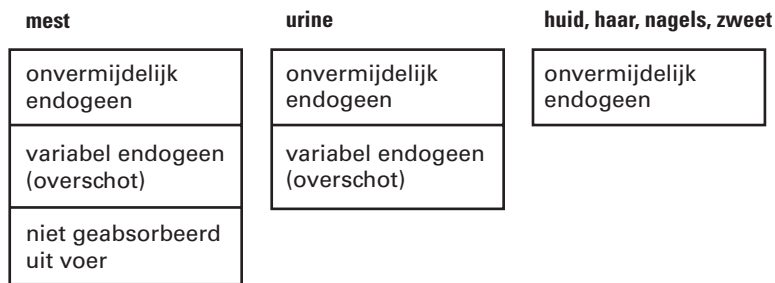 mest
onvermijdelijk
endogeen
variabel endogeen
(overschot)
niet geabsorbeerd
uit voer
urine
onvermijdelijk
endogeen
variabel endogeen
(overschot)
huid, haar, nagels, zweet
onvermijdelijk
endogeen